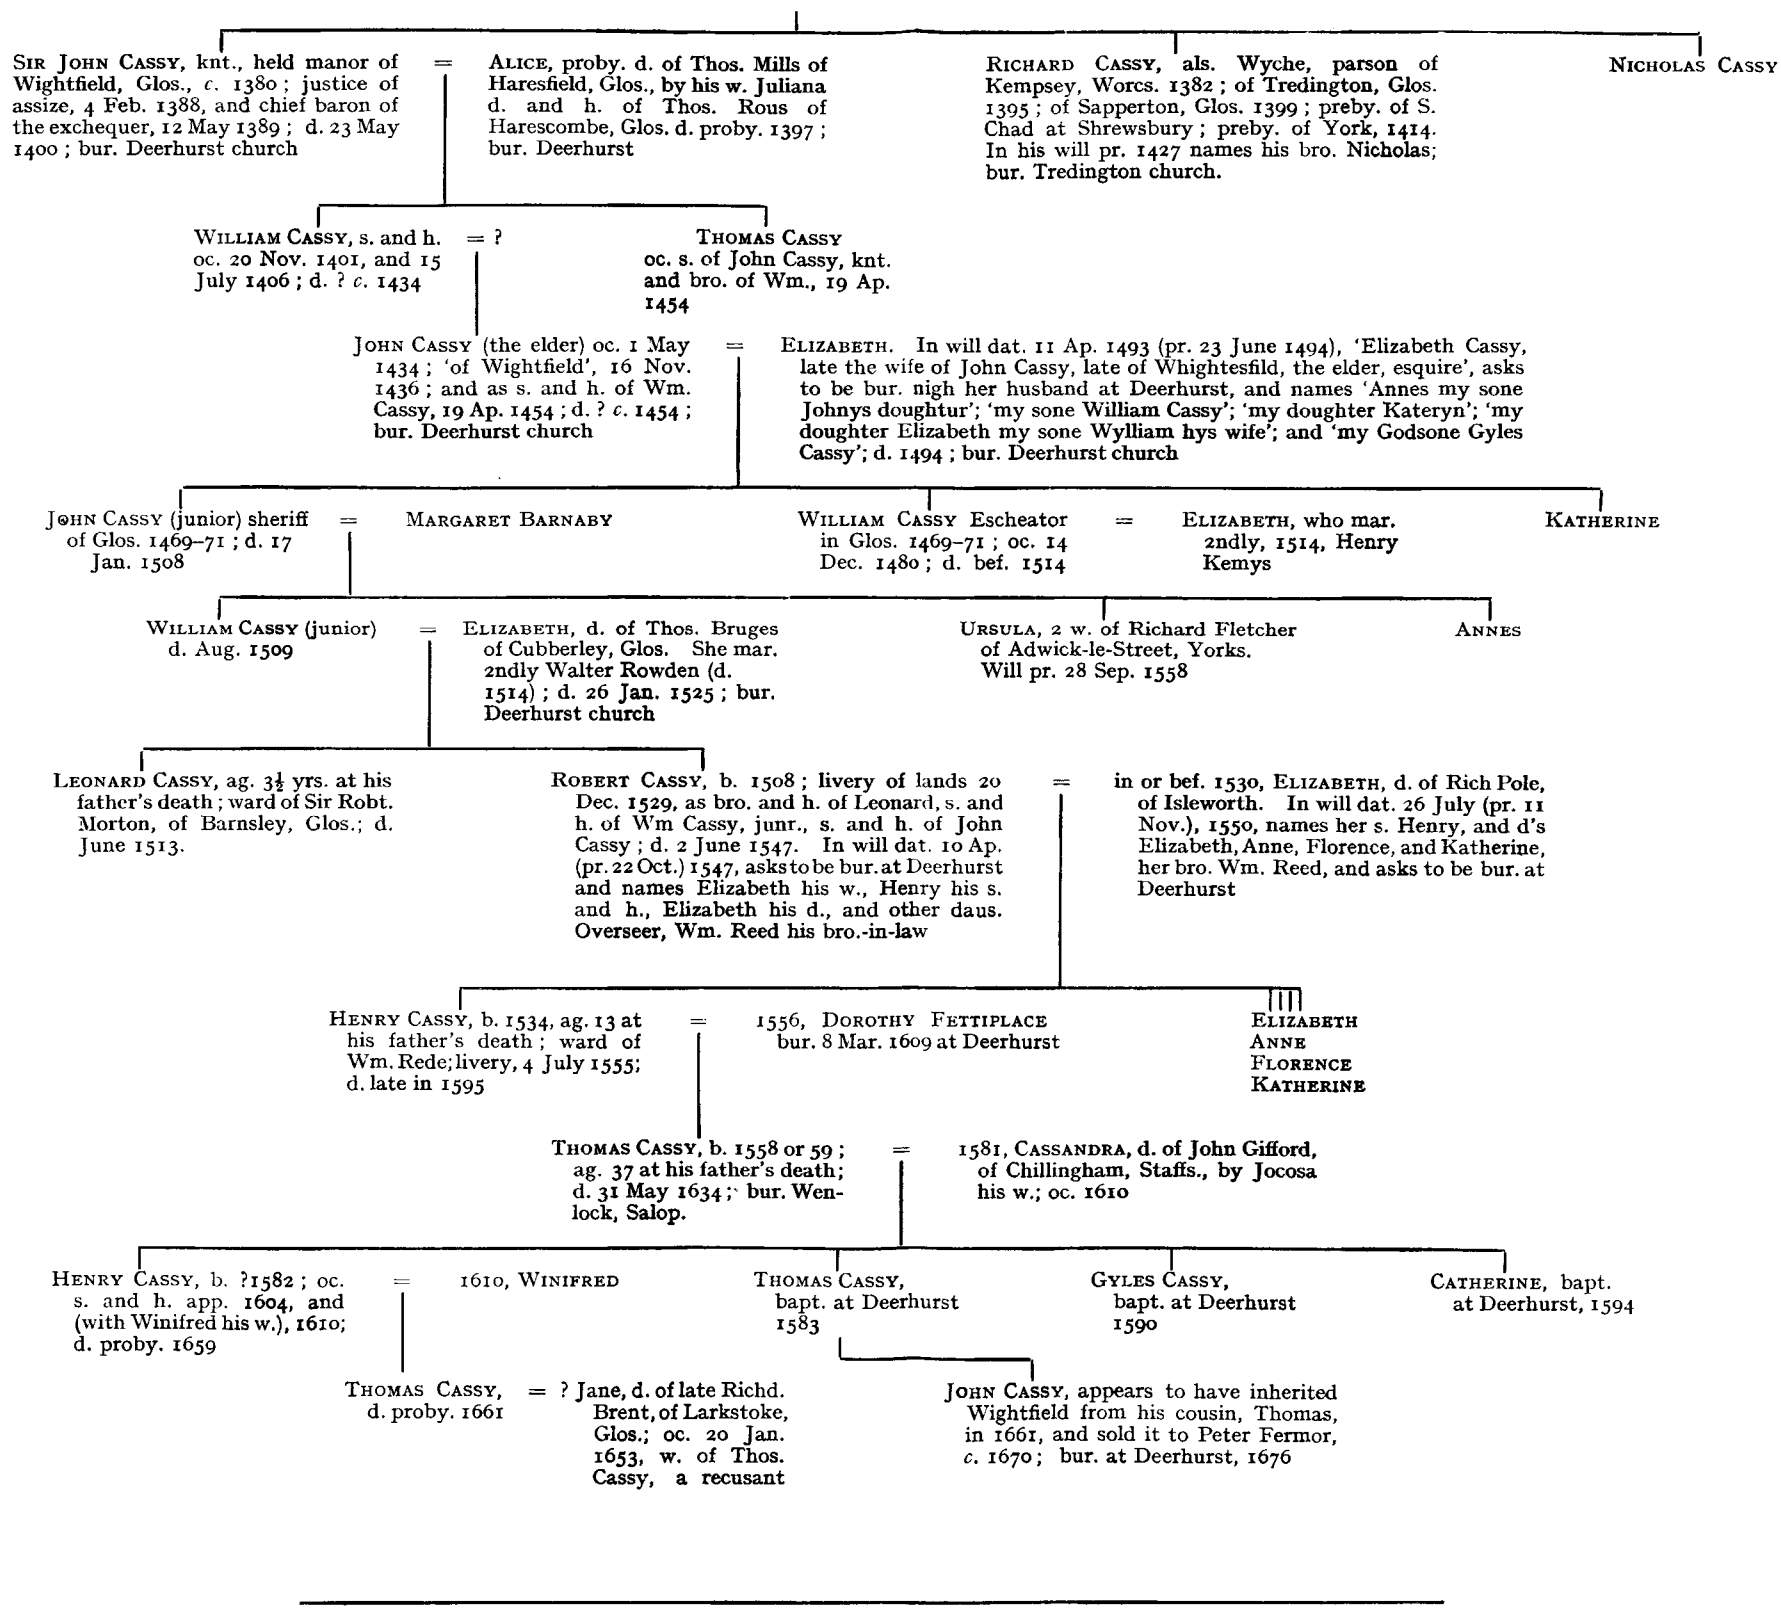 SIR JOHN CASSY, knt., held manor of
Wightfield, Glos., c. 1380 ; justice of
assize, 4 Feb. 1388, and chief baron of
the exchequer, 12 May 1389 ; d. 23 May
1400 ; bur. Deerhurst church
=
ALICE, proby. d. of Thos. Mills of
Haresfield, Glos., by his w. Juliana
d. and h. of Thos. Rous of
Harescombe, Glos. d. proby. 1397 ;
bur. Deerhurst
RICHARD CASSY, als. Wyche, parson of
Kempsey, Worcs. 1382 ; of Tredington, Glos.
1395 ; of Sapperton, Glos. 1399 ; preby. of S.
Chad at Shrewsbury ; preby. of York, 1414.
In his will pr. 1427 names his bro. Nicholas;
bur. Tredington church.
NICHOLAS CASSY
WILLIAM CASSY, s. and h.
oc. 20 Nov. 1401, and 15
July 1406 ; d. ? c. 1434
= ?
THOMAS CASSY
oc. s. of John Cassy, knt.
and bro. of Wm., 19 Ap.
1454
JOHN CASSY (the elder) oc. 1 May
1434 ; 'of Wightfield', 16 Nov.
1436 ; and as s. and h. of Wm.
Cassy, 19 Ap. 1454 ; d. ? c. 1454 ;
bur. Deerhurst church
=
ELIZABETH. In will dat. 11 Ap. 1493 (pr. 23 June 1494), 'Elizabeth Cassy,
late the wife of John Cassy, late of Whightesfild, the elder, esquire', asks
to be bur. nigh her husband at Deerhurst, and names 'Annes my sone
Johnys doughtur'; 'my sone William Cassy'; 'my doughter Kateryn'; 'my
doughter Elizabeth my sone Wylliam hys wife'; and 'my Godsone Gyles
Cassy'; d. 1494 ; bur. Deerhurst church
JOHN CASSY (junior) sheriff
of Glos. 1469–71 ; d. 17
Jan. 1508
=
MARGARET BARNABY
WILLIAM CASSY Escheator
in Glos. 1469–71 ; oc. 14
Dec. 1480 ; d. bef. 1514
=
ELIZABETH, who mar.
2ndly, 1514, Henry
Kemys
KATHERINE
WILLIAM CASSY (junior)
d. Aug. 1509
=
ELIZABETH, d. of Thos. Bruges
of Cubberley, Glos. She mar.
2ndly Walter Rowden (d.
1514) ; d. 26 Jan. 1525 ; bur.
Deerhurst church
URSULA, 2 w. of Richard Fletcher
of Adwick-le-Street, Yorks.
Will pr. 28 Sep. 1558
ANNES
LEONARD CASSY, ag. 3½ yrs. at his
father's death ; ward of Sir Robt.
Morton, of Barnsley, Glos.; d.
June 1513.
ROBERT CASSY, b. 1508 ; livery of lands 20
Dec. 1529, as bro. and h. of Leonard, s. and
h. of Wm Cassy, junr., s. and h. of John
Cassy ; d. 2 June 1547. In will dat. 10 Ap.
(pr. 22 Oct.) 1547, asks to be bur. at Deerhurst
and names Elizabeth his w., Henry his s.
and h., Elizabeth his d., and other daus.
Overseer, Wm. Reed his bro.-in-law
=
in or bef. 1530, ELIZABETH, d. of Rich Pole,
of Isleworth. In will dat. 26 July (pr. 11
Nov.), 1550, names her s. Henry, and d's
Elizabeth, Anne, Florence, and Katherine,
her bro. Wm. Reed, and asks to be bur. at
Deerhurst
HENRY CASSY, b. 1534, ag. 13 at
his father's death ; ward of
Wm. Rede; livery, 4 July 1555;
d. late in 1595
=
1556, DOROTHY FETTIPLACE
bur. 8 Mar. 1609 at Deerhurst
ELIZABETH
ANNE
FLORENCE
KATHERINE
THOMAS CASSY, b. 1558 or 59 ;
ag. 37 at his father's death;
d. 31 May 1634 ; bur. Wen-
lock, Salop.
=
1581, CASSANDRA, d. of John Gifford,
of Chillingham, Staffs., by Jocosa
his w.; oc. 1610
HENRY CASSY, b. ?1582 ; oc.
s. and h. app. 1604, and
(with Winifred his w.), 1610;
d. proby. 1659
=
1610, WINIFRED
THOMAS CASSY,
bapt. at Deerhurst
1583
GYLES CASSY,
bapt. at Deerhurst
1590
CATHERINE, bapt.
at Deerhurst, 1594
THOMAS CASSY,
d. proby. 1661
= ? Jane, d. of late Richd.
Brent, of Larkstoke,
Glos.; oc. 20 Jan.
1653, w. of Thos.
Cassy, a recusant
JOHN CASSY, appears to have inherited
Wightfield from his cousin, Thomas,
in 1661, and sold it to Peter Fermor,
c. 1670 ; bur. at Deerhurst, 1676